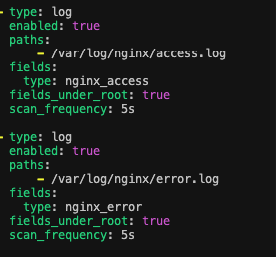 - type: log
  enabled: true
  paths:
    - /var/log/nginx/access.log
  fields:
    type: nginx_access
  fields_under_root: true
  scan_frequency: 5s

- type: log
  enabled: true
  paths:
    - /var/log/nginx/error.log
  fields:
    type: nginx_error
  fields_under_root: true
  scan_frequency: 5s